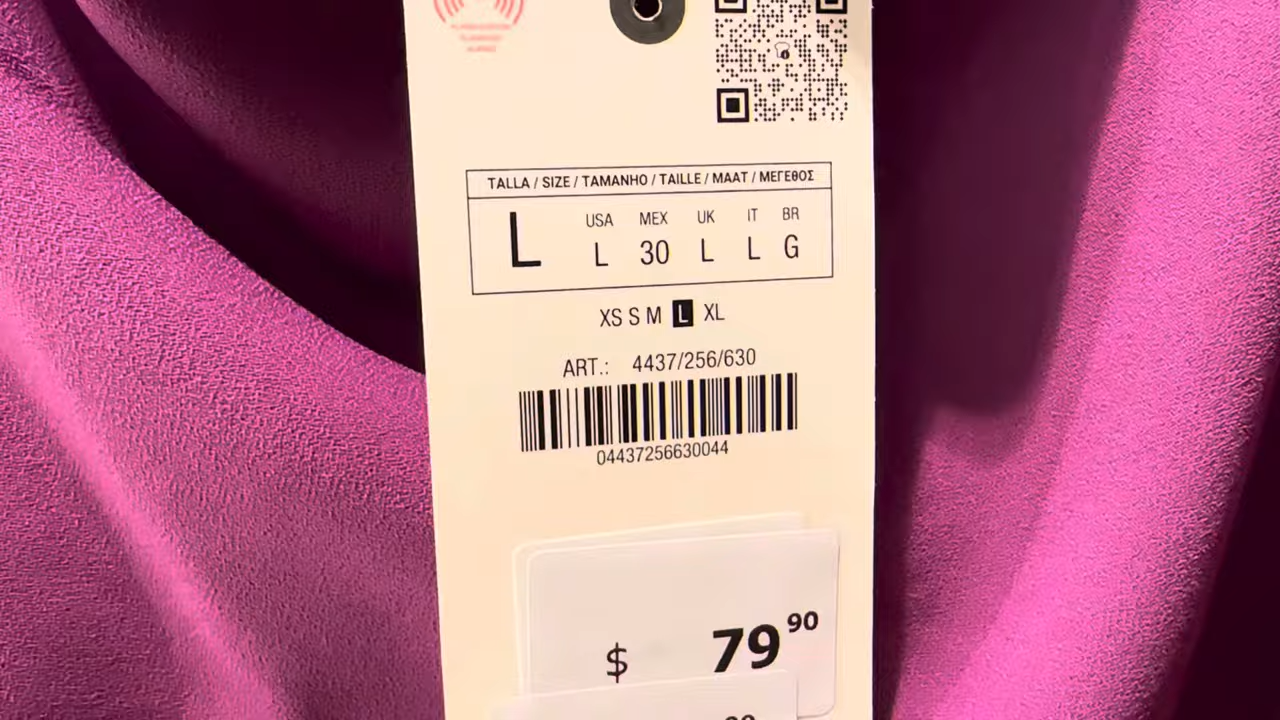 TALLA / SIZE / TAMANHO / TAILLE / MAAT / ΜΕΓΕΘΟΣ
L
USA MEX UK IT BR
L 30 L L G
XS S M L XL
ART.: 4437/256/630
04437256630044
$ 79 90